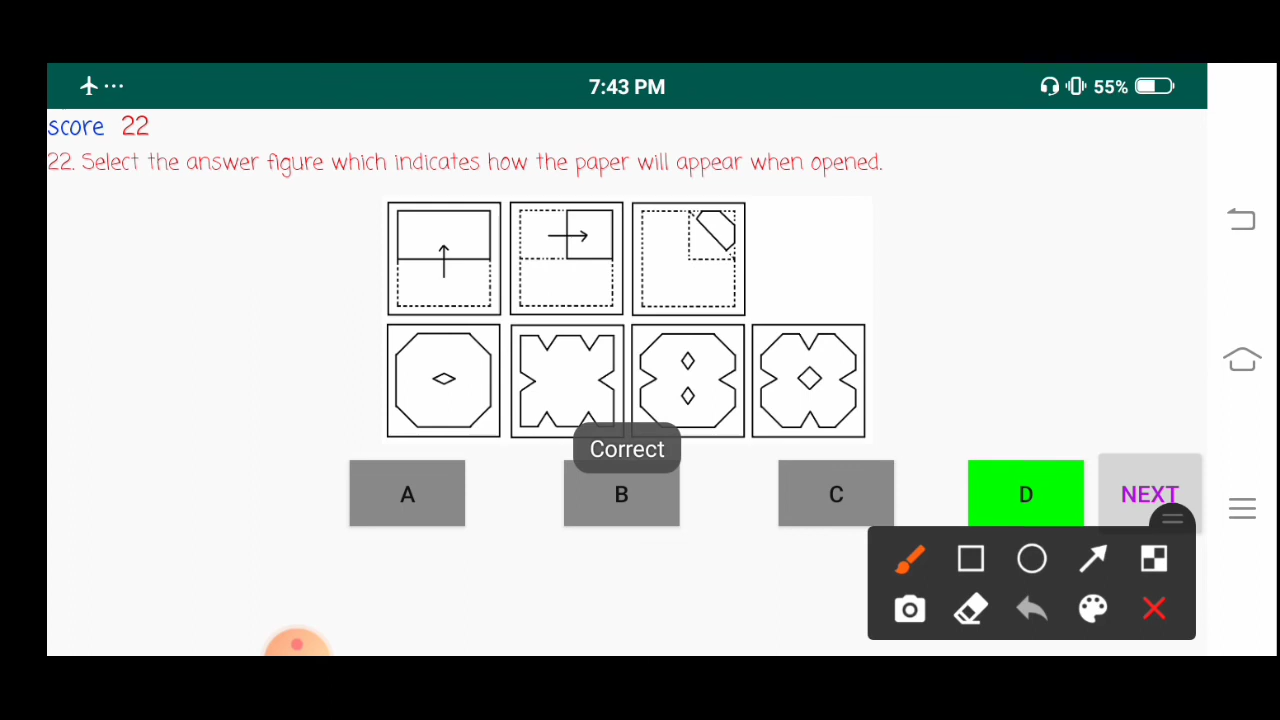 7:43 PM
55%
score 22
22. Select the answer figure which indicates how the paper will appear when opened.
Correct
A B C D NEXT